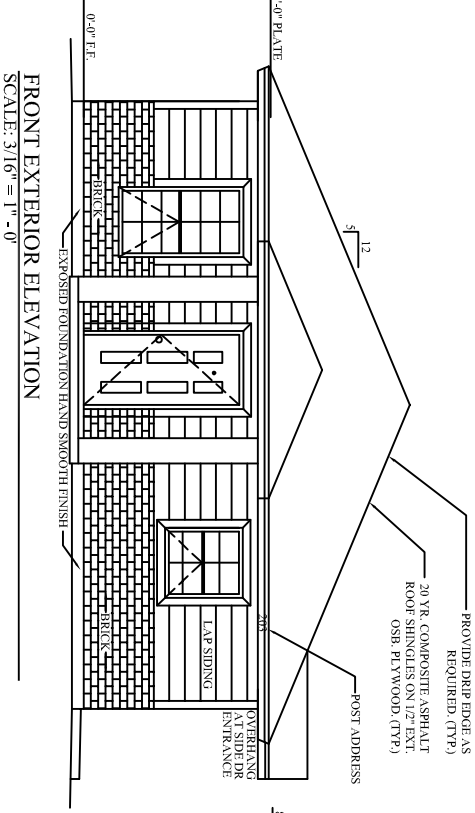 PROVIDE DRIP EDGE AS
REQUIRED. (TYP.)
20 YR. COMPOSITE ASPHALT
ROOF SHINGLES ON 1/2" EXT.
OSB. PLYWOOD. (TYP.)
12
5
POST ADDRESS
'-0" PLATE
203
OVERHANG
AT SIDE DR
ENTRANCE
LAP SIDING
BRICK
BRICK
0'-0" F.F.
EXPOSED FOUNDATION HAND SMOOTH FINISH
FRONT EXTERIOR ELEVATION
SCALE: 3/16" = 1" - 0'